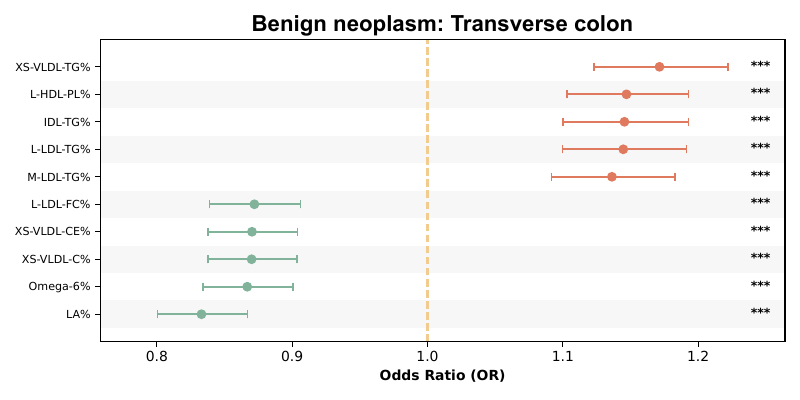 Benign neoplasm: Transverse colon
XS-VLDL-TG% ***
L-HDL-PL% ***
IDL-TG% ***
L-LDL-TG% ***
M-LDL-TG% ***
L-LDL-FC% ***
XS-VLDL-CE% ***
XS-VLDL-C% ***
Omega-6% ***
LA% ***
0.8 0.9 1.0 1.1 1.2
Odds Ratio (OR)